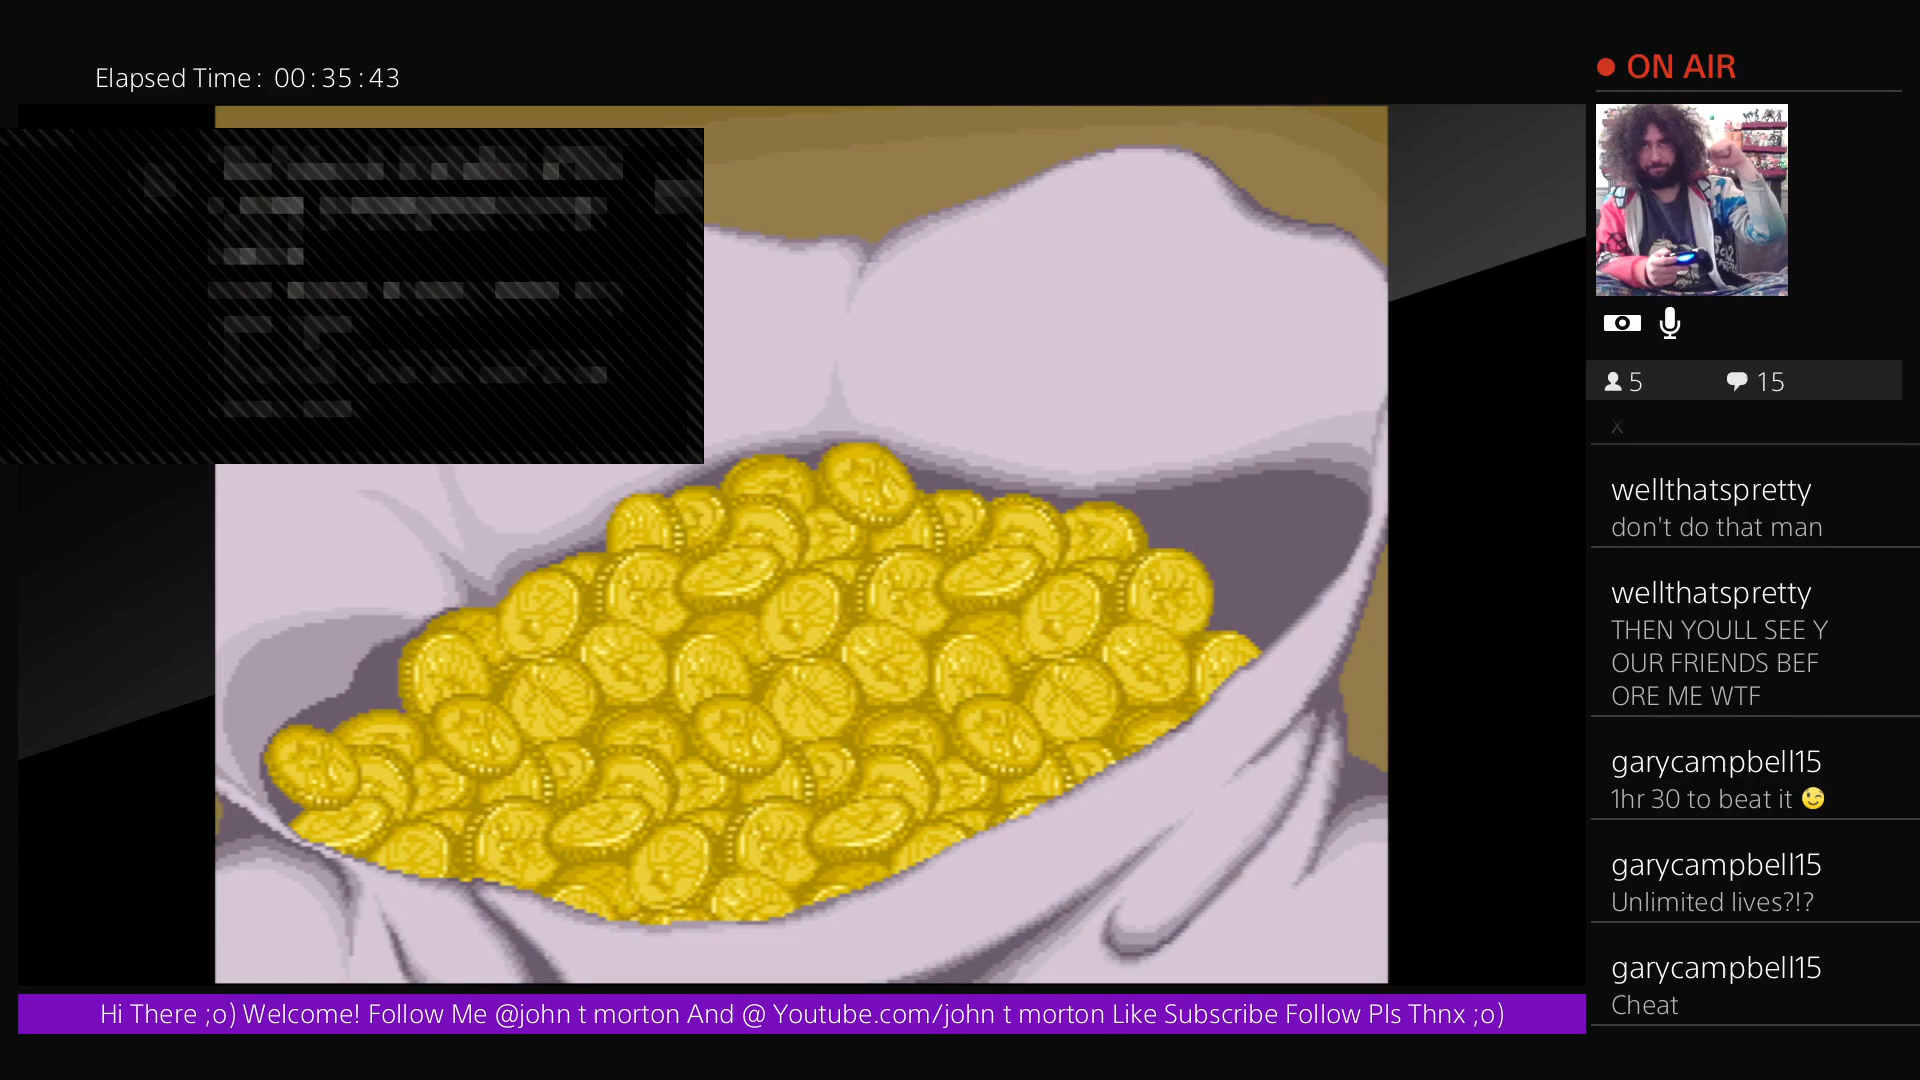 Elapsed Time: 00:35:43
ON AIR
5
15
x
wellthatspretty
don't do that man
wellthatspretty
THEN YOULL SEE Y
OUR FRIENDS BEF
ORE ME WTF
garycampbell15
1hr 30 to beat it 😉
garycampbell15
Unlimited lives?!?
garycampbell15
Cheat
Hi There ;o) Welcome! Follow Me @john t morton And @ Youtube.com/john t morton Like Subscribe Follow Pls Thnx ;o)